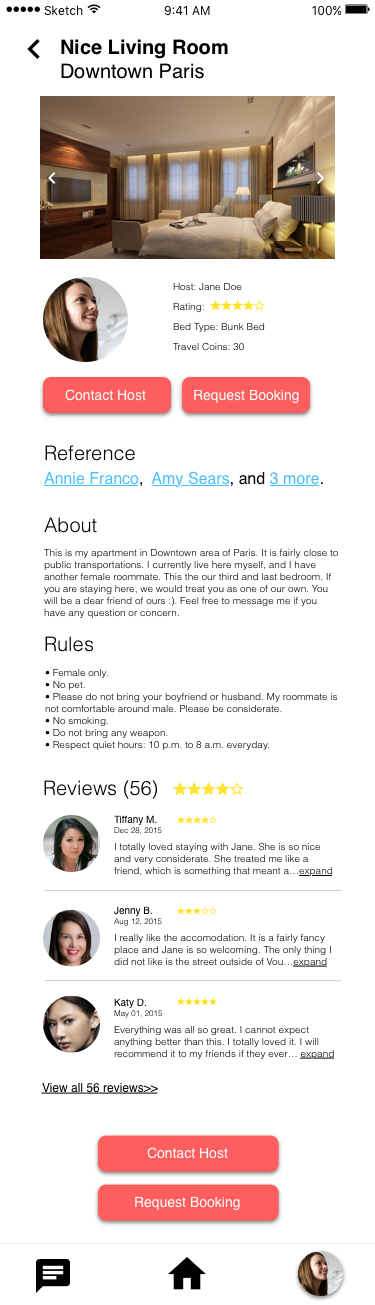 Sketch 9:41 AM 100%
Nice Living Room
Downtown Paris
Host: Jane Doe
Rating:
Bed Type: Bunk Bed
Travel Coins: 30
Contact Host Request Booking
Reference
Annie Franco, Amy Sears, and 3 more.
About
This is my apartment in Downtown area of Paris. It is fairly close to
public transportations. I currently live here myself, and I have
another female roommate. This the our third and last bedroom. If
you are staying here, we would treat you as one of our own. You
will be a dear friend of ours :). Feel free to message me if you
have any question or concern.
Rules
• Female only.
• No pet.
• Please do not bring your boyfriend or husband. My roommate is
not comfortable around male. Please be considerate.
• No smoking.
• Do not bring any weapon.
• Respect quiet hours: 10 p.m. to 8 a.m. everyday.
Reviews (56)
Tiffany M.
Dec 28, 2015
I totally loved staying with Jane. She is so nice
and very considerate. She treated me like a
friend, which is something that meant a...expand
Jenny B.
Aug 12, 2015
I really like the accomodation. It is a fairly fancy
place and Jane is so welcoming. The only thing I
did not like is the street outside of You...expand
Katy D.
May 01, 2015
Everything was all so great. I cannot expect
anything better than this. I totally loved it. I will
recommend it to my friends if they ever... expand
View all 56 reviews>>
Contact Host
Request Booking